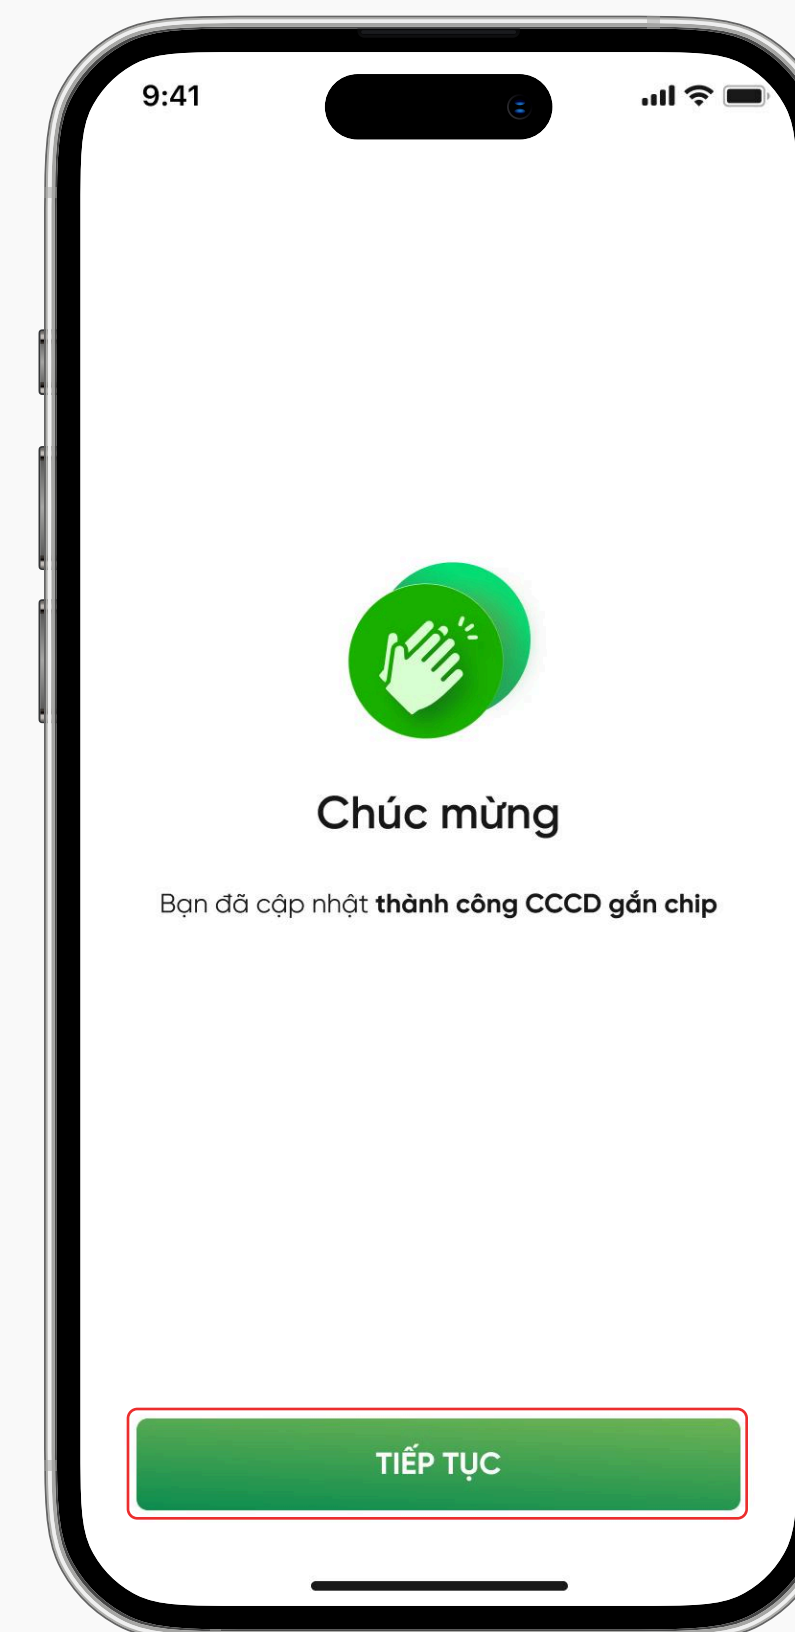 9:41
Chúc mừng
Bạn đã cập nhật thành công CCCD gắn chip
TIẾP TỤC